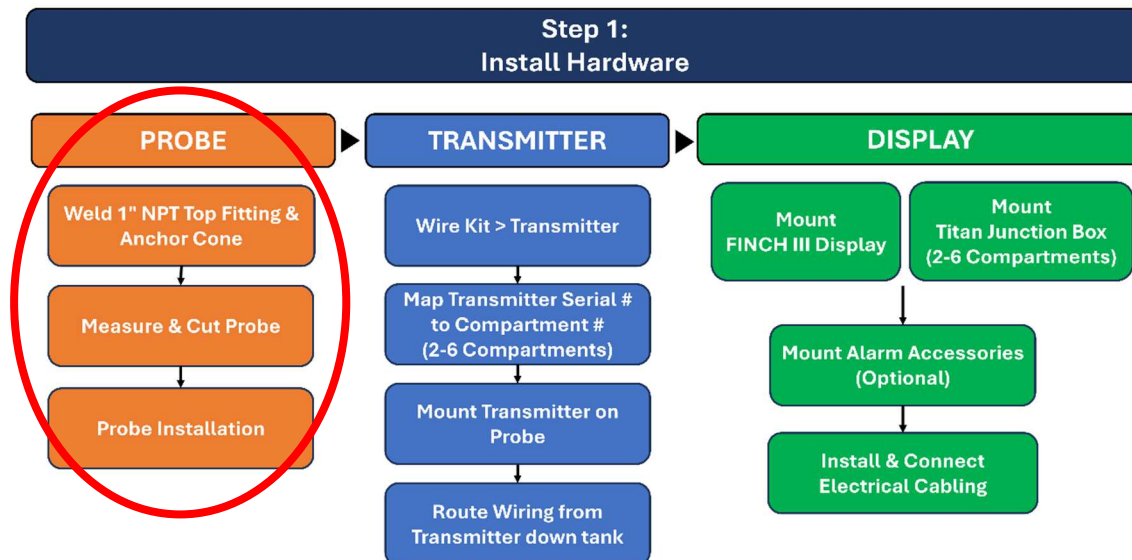 Step 1:
Install Hardware
PROBE
Weld 1" NPT Top Fitting &
Anchor Cone
Measure & Cut Probe
Probe Installation
TRANSMITTER
Wire Kit > Transmitter
Map Transmitter Serial #
to Compartment #
(2-6 Compartments)
Mount Transmitter on
Probe
Route Wiring from
Transmitter down tank
DISPLAY
Mount
FINCH III Display
Mount
Titan Junction Box
(2-6 Compartments)
Mount Alarm Accessories
(Optional)
Install & Connect
Electrical Cabling